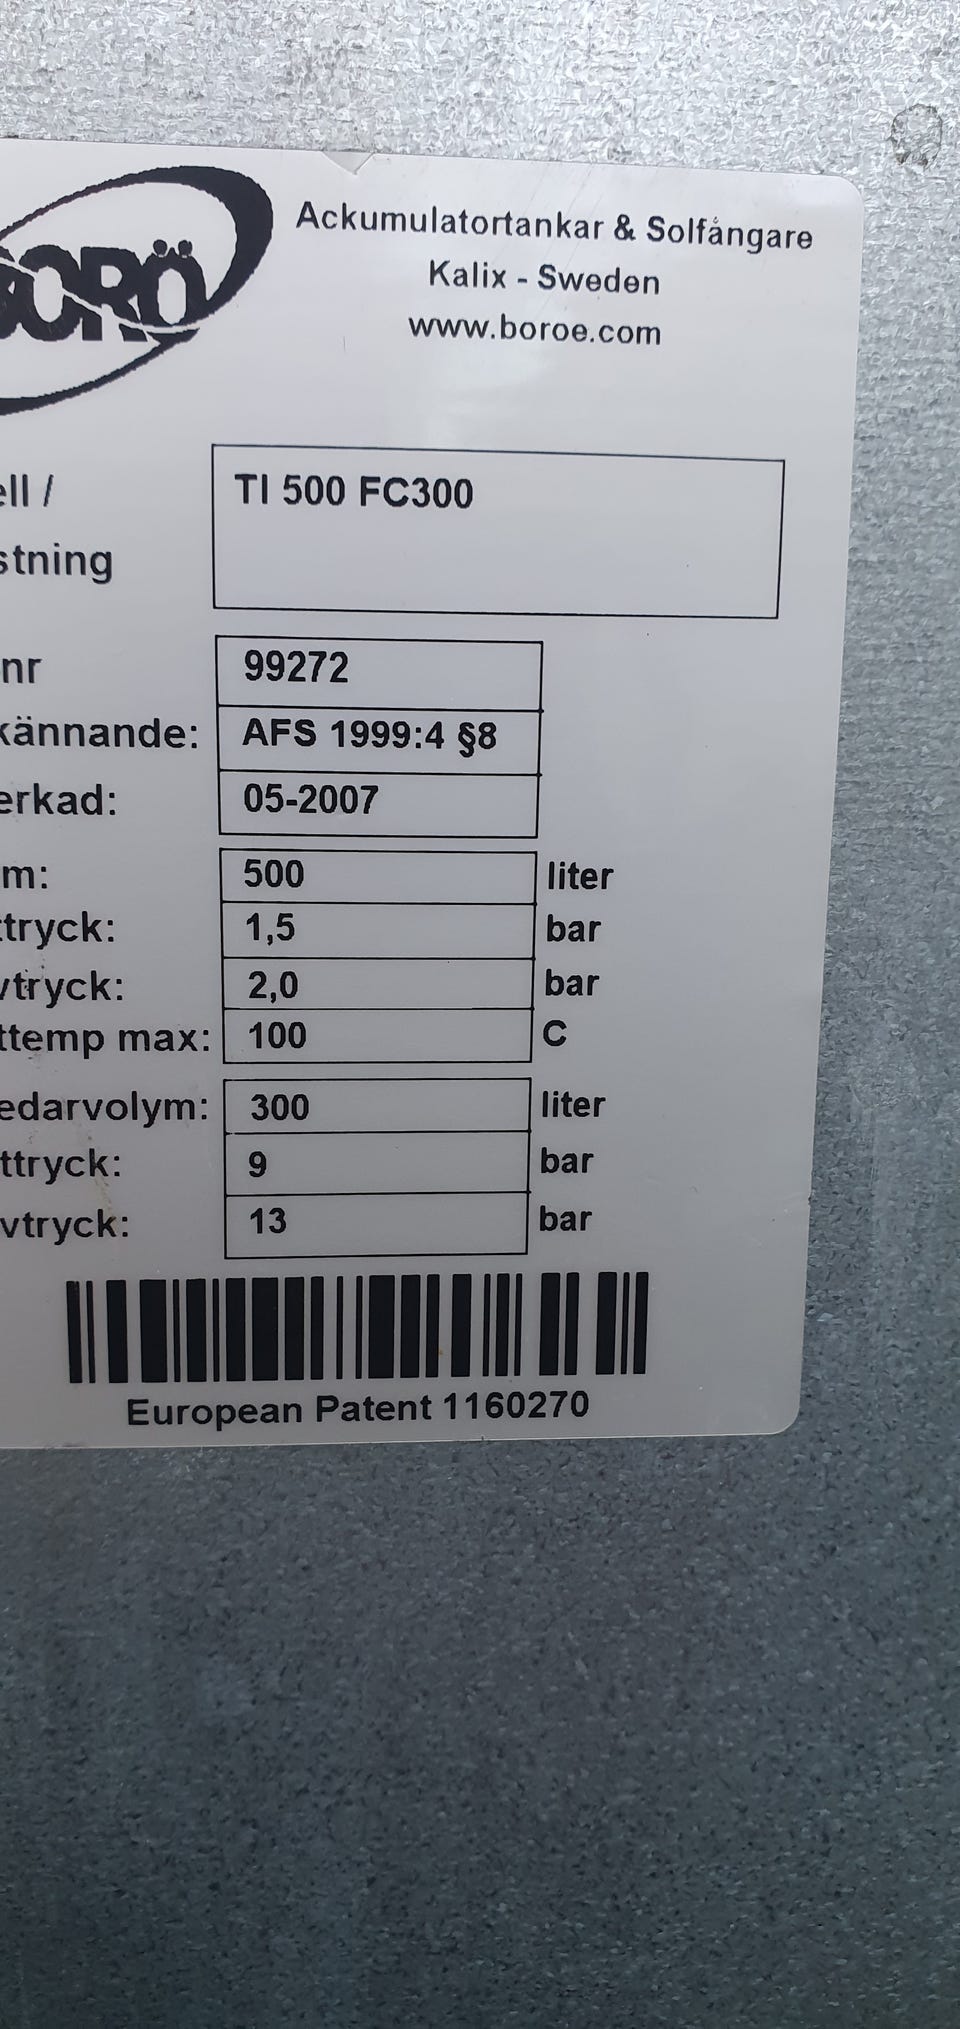 BORÖ
Ackumulatortankar & Solfångare
Kalix - Sweden
www.boroe.com
ell / TI 500 FC300
stning
nr 99272
kännande: AFS 1999:4 §8
erkad: 05-2007
m: 500 liter
ttryck: 1,5 bar
vtryck: 2,0 bar
ttemp max: 100 C
edarvolym: 300 liter
ttryck: 9 bar
vtryck: 13 bar
European Patent 1160270